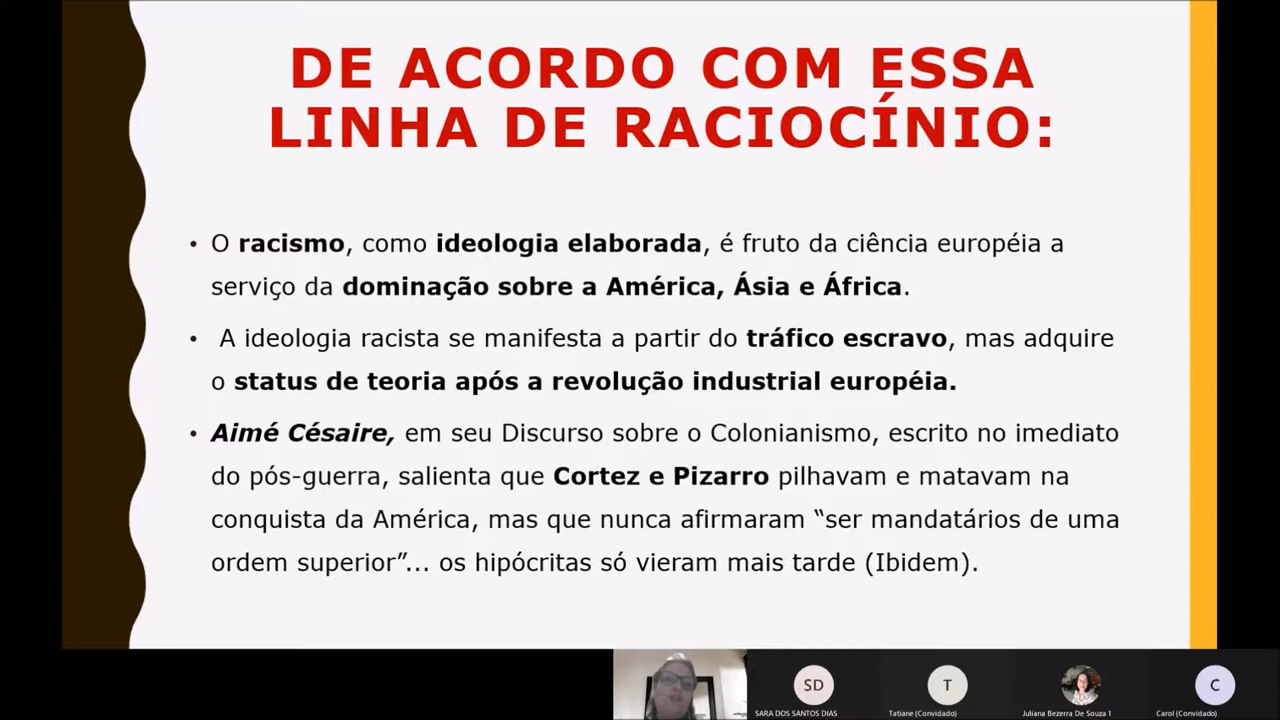 DE ACORDO COM ESSA
LINHA DE RACIOCÍNIO:
• O racismo, como ideologia elaborada, é fruto da ciência européia a
serviço da dominação sobre a América, Ásia e África.
• A ideologia racista se manifesta a partir do tráfico escravo, mas adquire
o status de teoria após a revolução industrial européia.
• Aimé Césaire, em seu Discurso sobre o Colonianismo, escrito no imediato
do pós-guerra, salienta que Cortez e Pizarro pilhavam e matavam na
conquista da América, mas que nunca afirmaram “ser mandatários de uma
ordem superior”... os hipócritas só vieram mais tarde (Ibidem).
SD
T
C
SARA DOS SANTOS DIAS
Tatiane (Convidado)
Juliana Bezerra De Souza 1
Carol (Convidado)